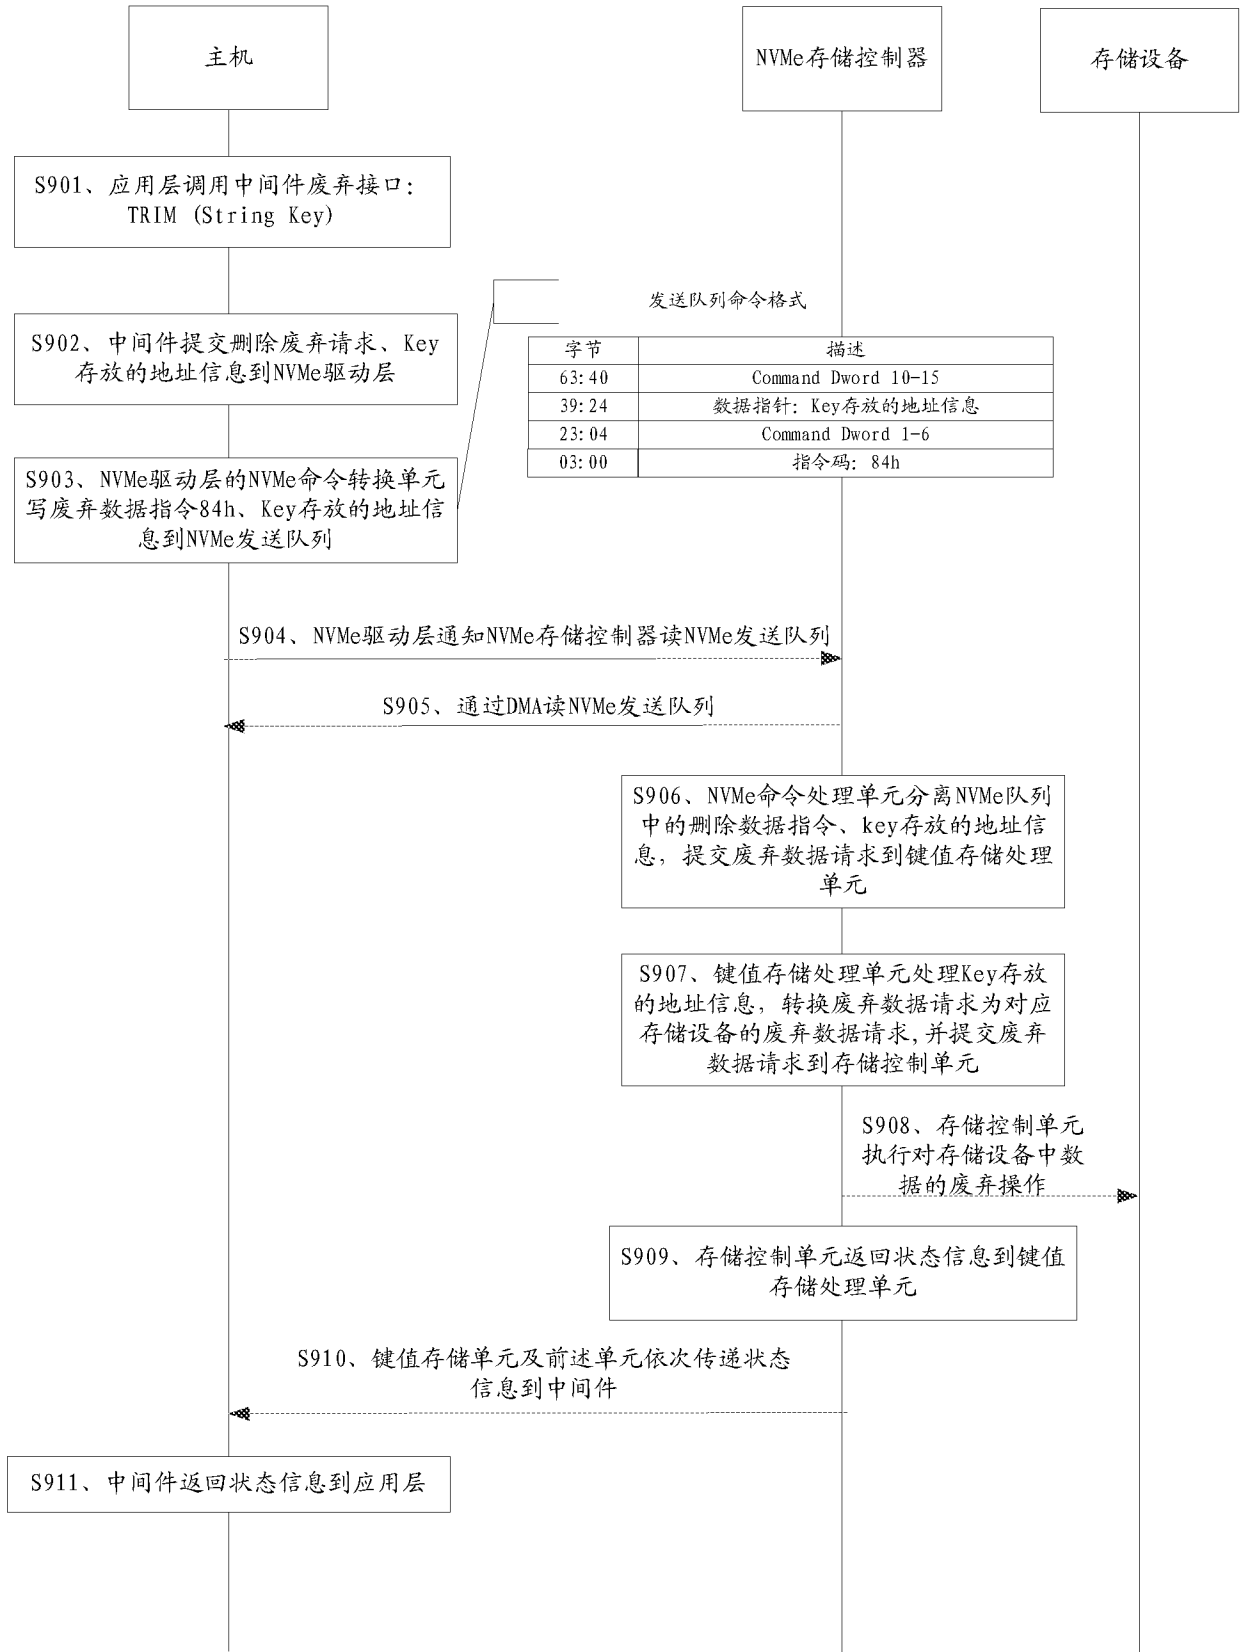 主机
NVMe存储控制器
存储设备
S901、应用层调用中间件废弃接口：
TRIM (String Key)
S902、中间件提交删除废弃请求、Key
存放的地址信息到NVMe驱动层
S903、NVMe驱动层的NVMe命令转换单元
写废弃数据指令84h、Key存放的地址信
息到NVMe发送队列
发送队列命令格式
字节 描述
63:40 Command Dword 10-15
39:24 数据指针：Key存放的地址信息
23:04 Command Dword 1-6
03:00 指令码：84h
S904、NVMe驱动层通知NVMe存储控制器读NVMe发送队列
S905、通过DMA读NVMe发送队列
S906、NVMe命令处理单元分离NVMe队列
中的删除数据指令、key存放的地址信
息，提交废弃数据请求到键值存储处理
单元
S907、键值存储处理单元处理Key存放
的地址信息，转换废弃数据请求为对应
存储设备的废弃数据请求,并提交废弃
数据请求到存储控制单元
S908、存储控制单元
执行对存储设备中数
据的废弃操作
S909、存储控制单元返回状态信息到键值
存储处理单元
S910、键值存储单元及前述单元依次传递状态
信息到中间件
S911、中间件返回状态信息到应用层